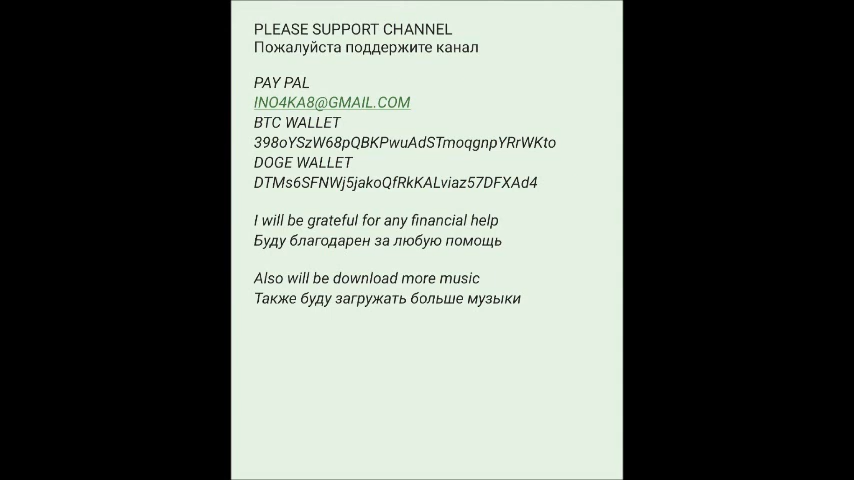 PLEASE SUPPORT CHANNEL
Пожалуйста поддержите канал
PAY PAL
INO4KA8@GMAIL.COM
BTC WALLET
398oYSzW68pQBKPwuAdSTmoqgnpYRrWKto
DOGE WALLET
DTMs6SFNWj5jakoQfRkKALviaz57DFXAd4
I will be grateful for any financial help
Буду благодарен за любую помощь
Also will be download more music
Также буду загружать больше музыки